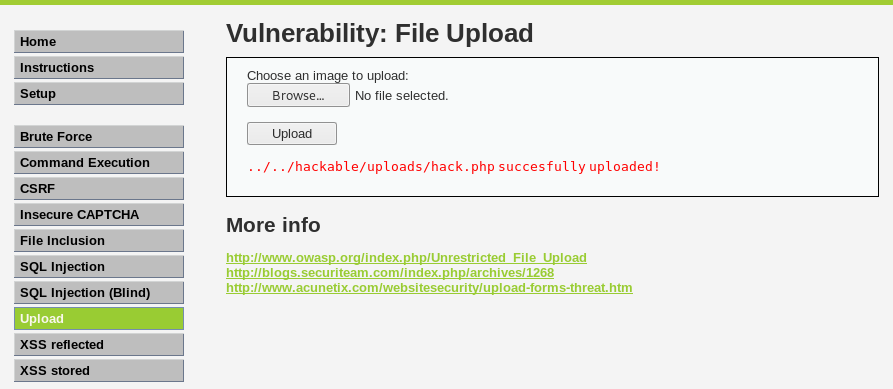 Home
Instructions
Setup
Brute Force
Command Execution
CSRF
Insecure CAPTCHA
File Inclusion
SQL Injection
SQL Injection (Blind)
Upload
XSS reflected
XSS stored
Vulnerability: File Upload
Choose an image to upload:
Browse... No file selected.
Upload
../../hackable/uploads/hack.php succesfully uploaded!
More info
http://www.owasp.org/index.php/Unrestricted_File_Upload
http://blogs.securiteam.com/index.php/archives/1268
http://www.acunetix.com/websitesecurity/upload-forms-threat.htm